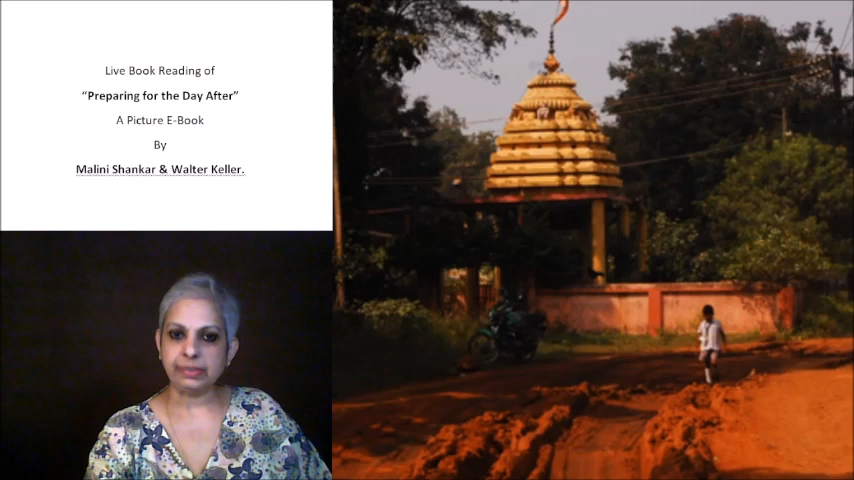 Live Book Reading of
“Preparing for the Day After”
A Picture E-Book
By
Malini Shankar & Walter Keller.